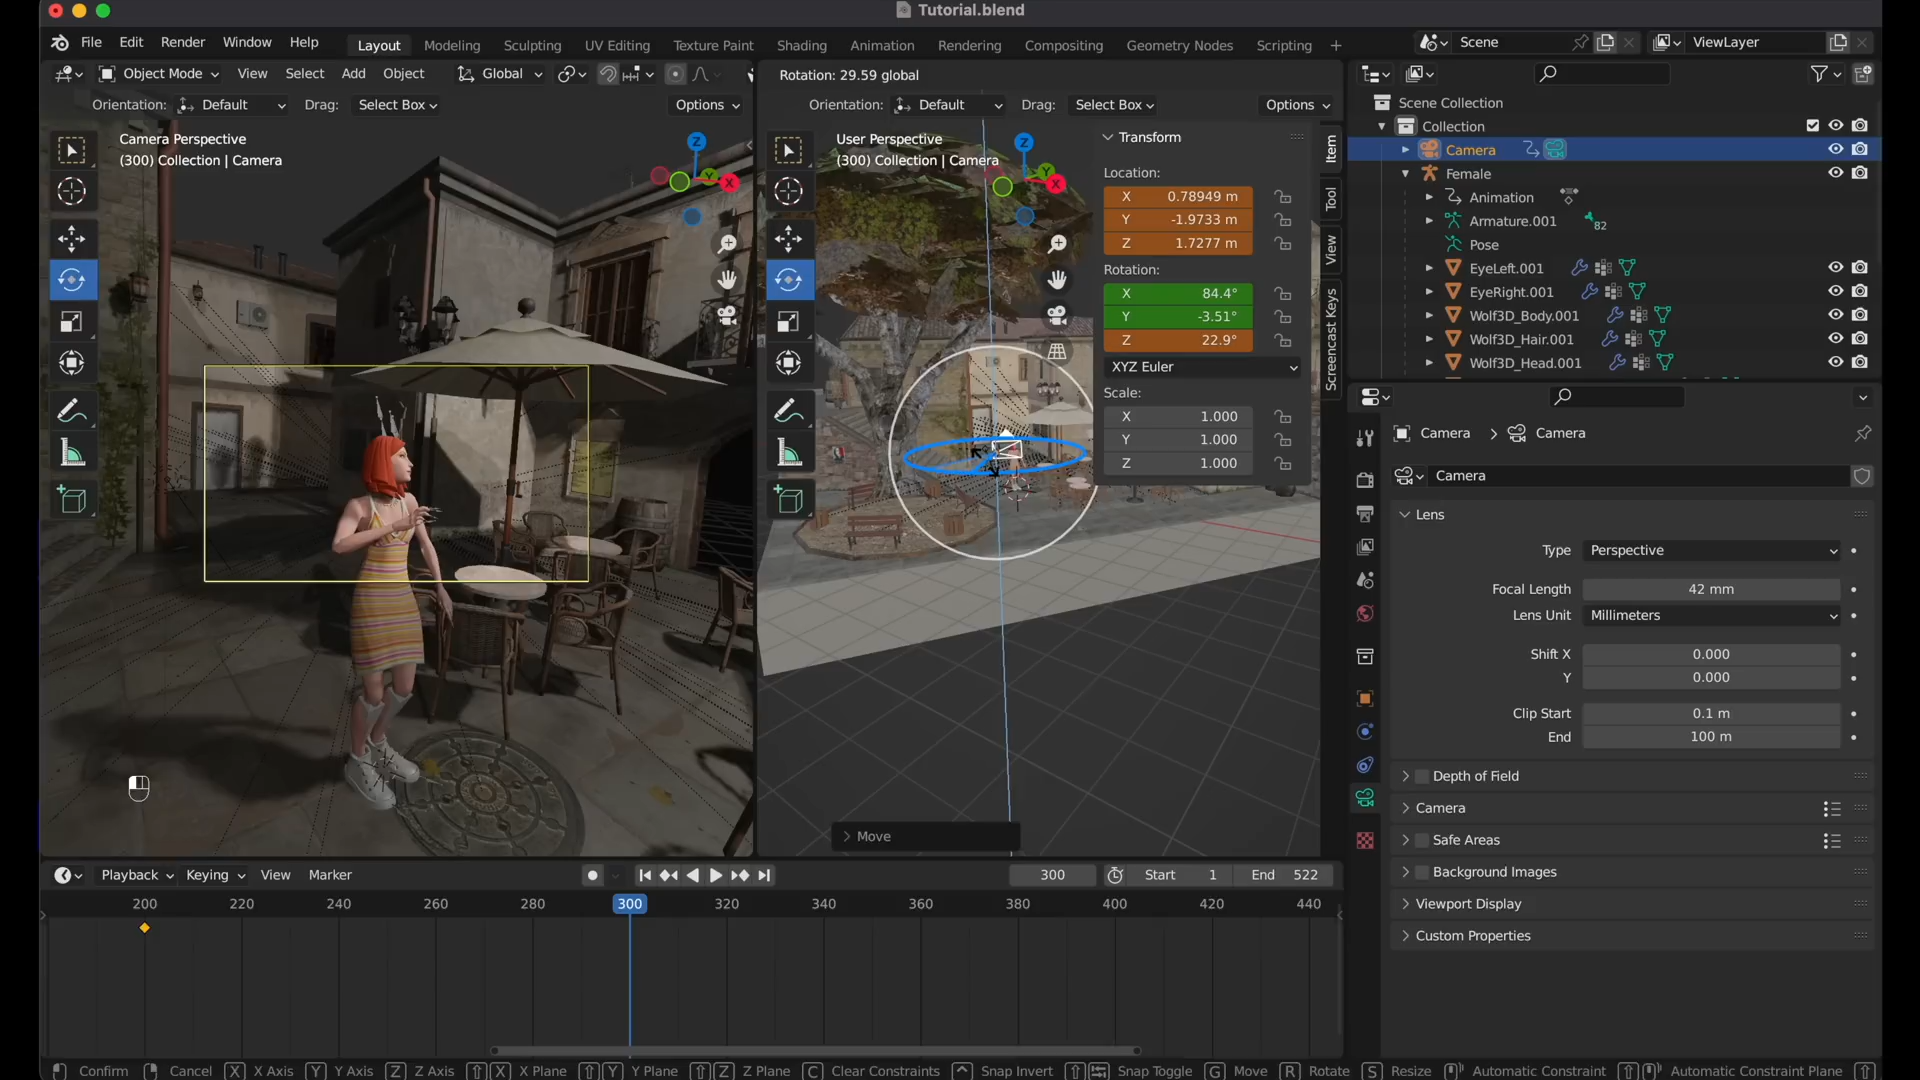 Tutorial.blend
File Edit Render Window Help Layout Modeling Sculpting UV Editing Texture Paint Shading Animation Rendering Compositing Geometry Nodes Scripting + Scene ViewLayer
Object Mode View Select Add Object Global Rotation: 29.59 global
Orientation: Default Drag: Select Box Options Orientation: Default Drag: Select Box Options
Camera Perspective
(300) Collection | Camera
Z
Y
X
User Perspective
(300) Collection | Camera
Z
Y
X
Transform
Location:
X 0.78949 m
Y -1.9733 m
Z 1.7277 m
Rotation:
X 84.4°
Y -3.51°
Z 22.9°
XYZ Euler
Scale:
X 1.000
Y 1.000
Z 1.000
Item
Tool
View
Screencast Keys
Move
Scene Collection
Collection
Camera
Female
Animation
Armature.001 82
Pose
EyeLeft.001
EyeRight.001
Wolf3D_Body.001
Wolf3D_Hair.001
Wolf3D_Head.001
Camera > Camera
Camera
Lens
Type Perspective
Focal Length 42 mm
Lens Unit Millimeters
Shift X 0.000
Y 0.000
Clip Start 0.1 m
End 100 m
Depth of Field
Camera
Safe Areas
Background Images
Viewport Display
Custom Properties
Playback Keying View Marker 300 Start 1 End 522
200 220 240 260 280 300 320 340 360 380 400 420 440
Confirm Cancel X X Axis Y Y Axis Z Z Axis X X Plane Y Y Plane Z Z Plane C Clear Constraints Snap Invert Snap Toggle G Move R Rotate S Resize Automatic Constraint Automatic Constraint Plane